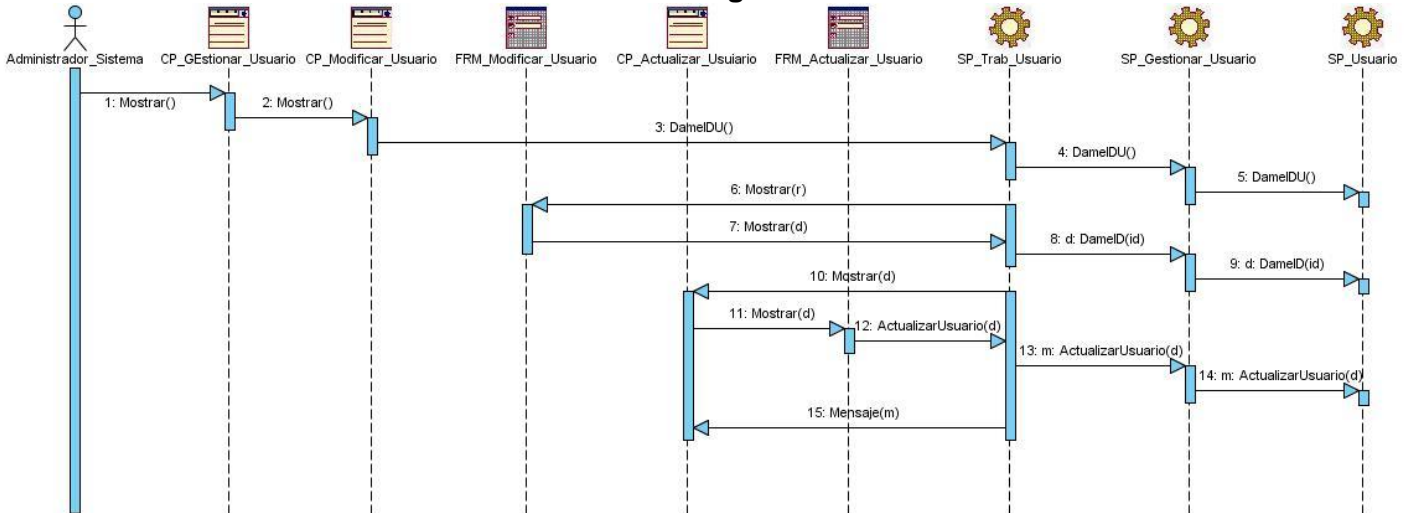 Administrador_Sistema
CP_GEstionar_Usuario
CP_Modificar_Usuario
FRM_Modificar_Usuario
CP_Actualizar_Usuiario
FRM_Actualizar_Usuario
SP_Trab_Usuario
SP_Gestionar_Usuario
SP_Usuario
1: Mostrar()
2: Mostrar()
3: DameIDU()
4: DameIDU()
5: DameIDU()
6: Mostrar(r)
7: Mostrar(d)
8: d: DameID(id)
9: d: DameID(id)
10: Mostrar(d)
11: Mostrar(d)
12: ActualizarUsuario(d)
13: m: ActualizarUsuario(d)
14: m: ActualizarUsuario(d)
15: Mensaje(m)